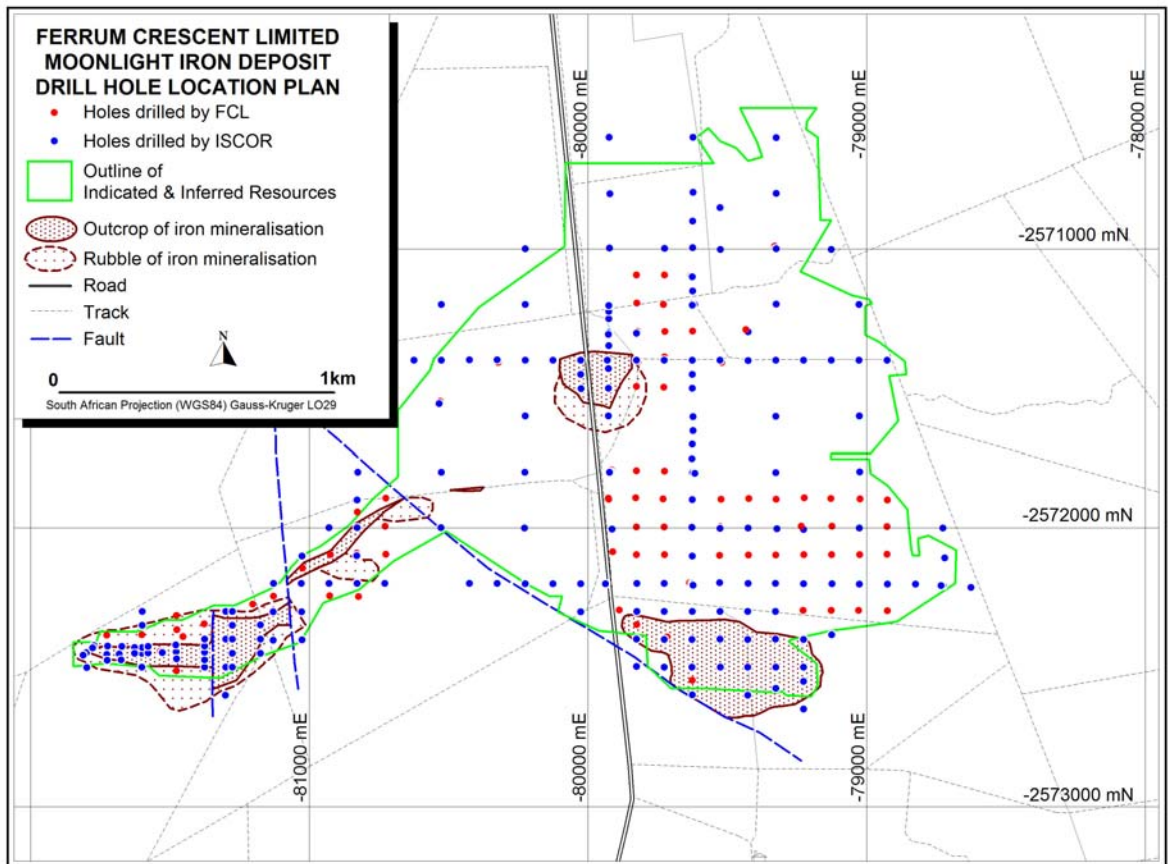 FERRUM CRESCENT LIMITED
MOONLIGHT IRON DEPOSIT
DRILL HOLE LOCATION PLAN
Holes drilled by FCL
Holes drilled by ISCOR
Outline of
Indicated & Inferred Resources
Outcrop of iron mineralisation
Rubble of iron mineralisation
Road
Track
Fault
N
0 1km
South African Projection (WGS84) Gauss-Kruger LO29
-80000 mE
-79000 mE
-78000 mE
-2571000 mN
-2572000 mN
-81000 mE
-80000 mE
-79000 mE
-2573000 mN